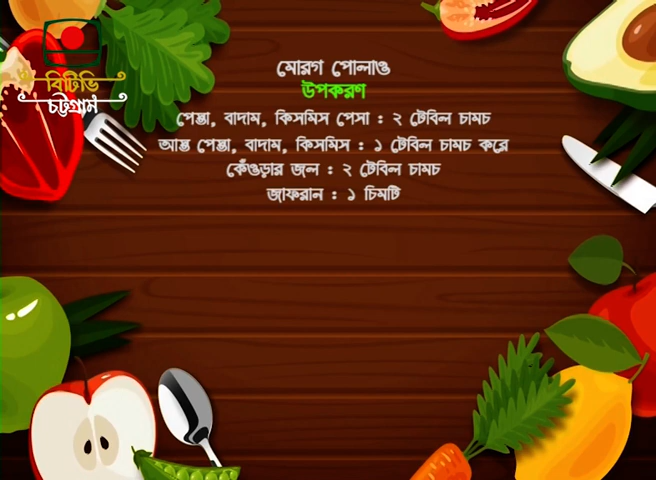 বিটিভি
চট্টগ্রাম
মোরগ পোলাও
উপকরণ
পেস্তা, বাদাম, কিসমিস পেসা : ২ টেবিল চামচ
আস্ত পেস্তা, বাদাম, কিসমিস : ১ টেবিল চামচ করে
কেঁওড়ার জল : ২ টেবিল চামচ
জাফরান : ১ চিমটি